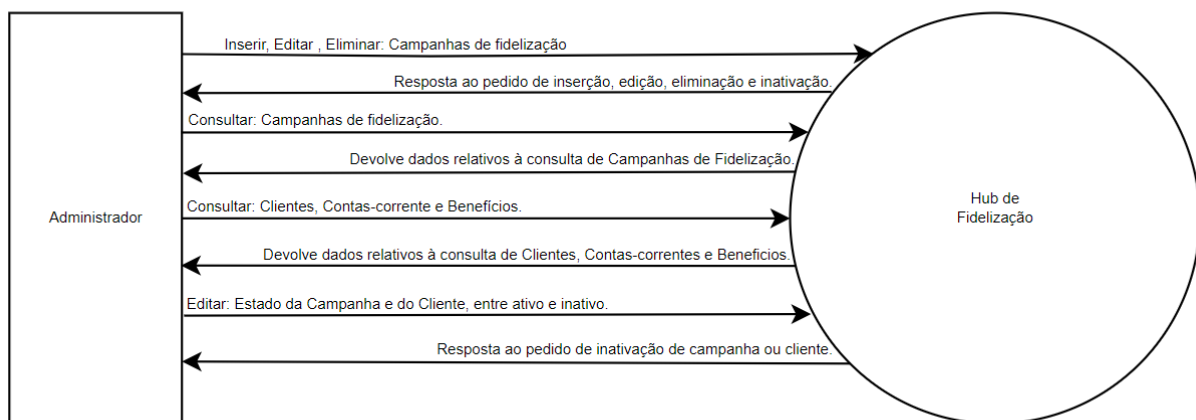 Inserir, Editar , Eliminar: Campanhas de fidelização
Resposta ao pedido de inserção, edição, eliminação e inativação.
Consultar: Campanhas de fidelização.
Devolve dados relativos à consulta de Campanhas de Fidelização.
Administrador
Consultar: Clientes, Contas-corrente e Benefícios.
Hub de
Fidelização
Devolve dados relativos à consulta de Clientes, Contas-correntes e Beneficios.
Editar: Estado da Campanha e do Cliente, entre ativo e inativo.
Resposta ao pedido de inativação de campanha ou cliente.